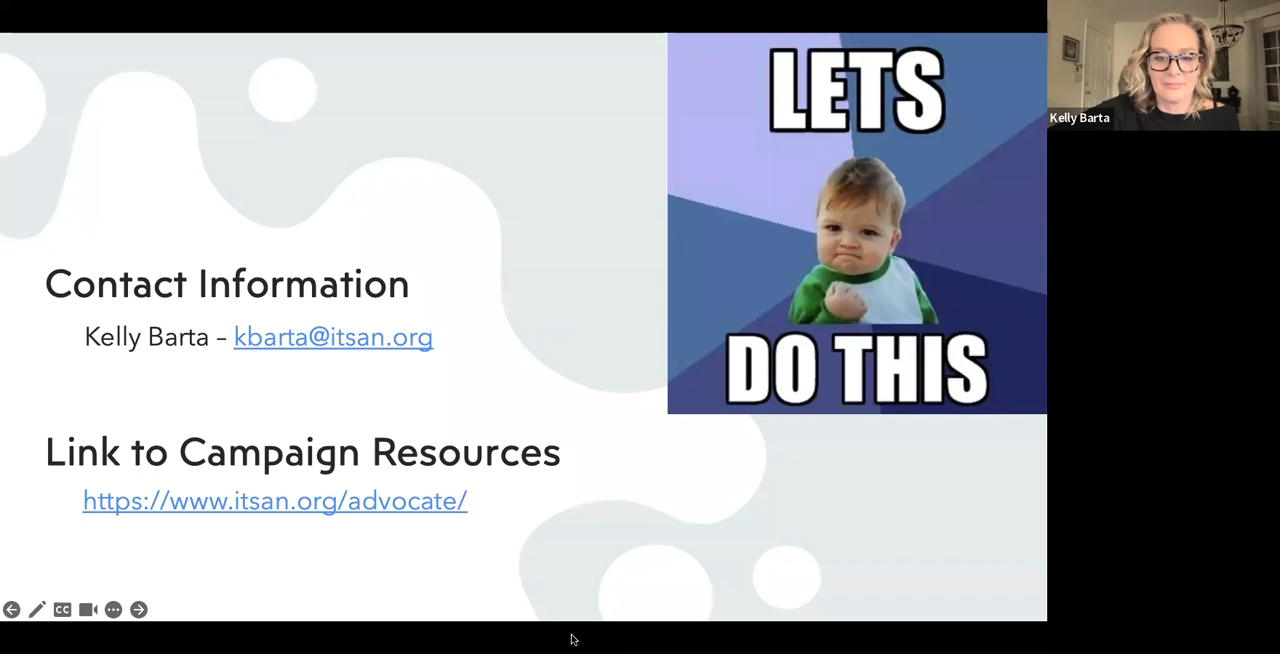 LETS
DO THIS
Contact Information
Kelly Barta – kbarta@itsan.org
Link to Campaign Resources
https://www.itsan.org/advocate/
CC
Kelly Barta